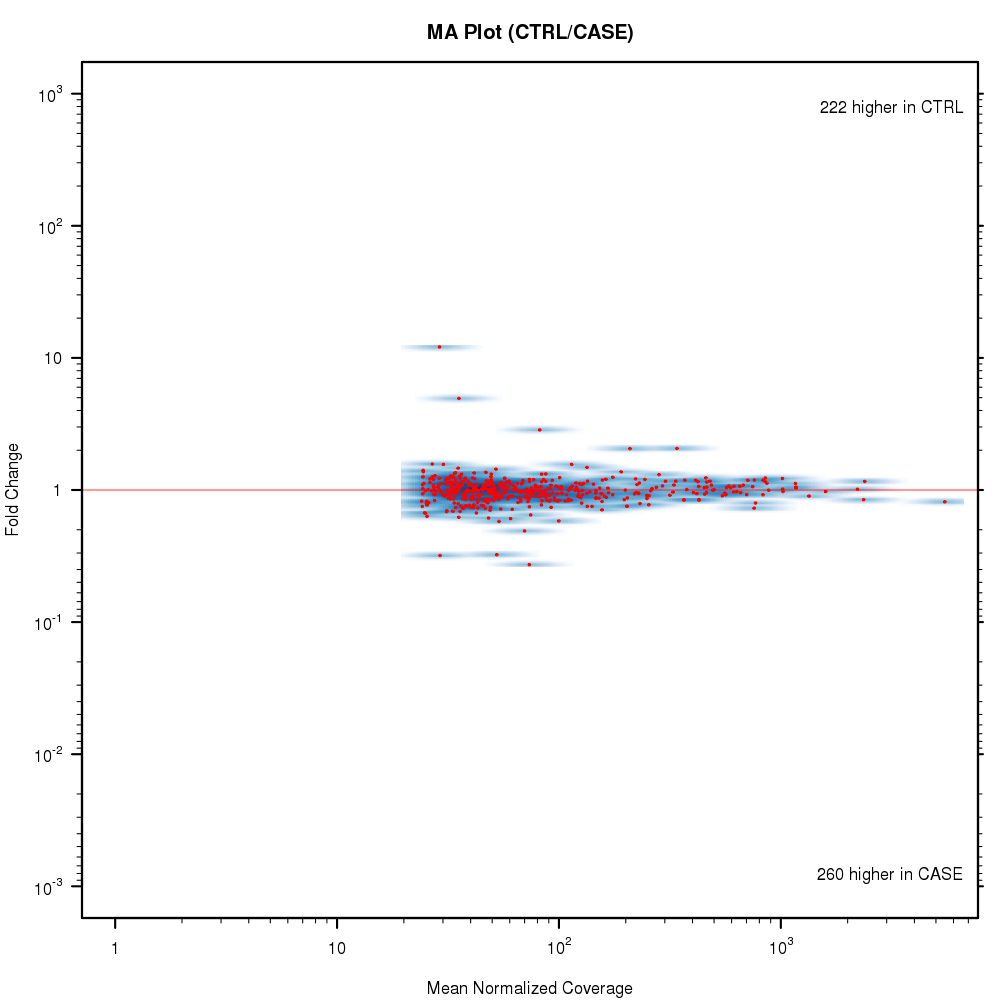 MA Plot (CTRL/CASE)
10³
222 higher in CTRL
10²
10
Fold Change
1
10⁻¹
10⁻²
260 higher in CASE
10⁻³
1 10 10² 10³
Mean Normalized Coverage